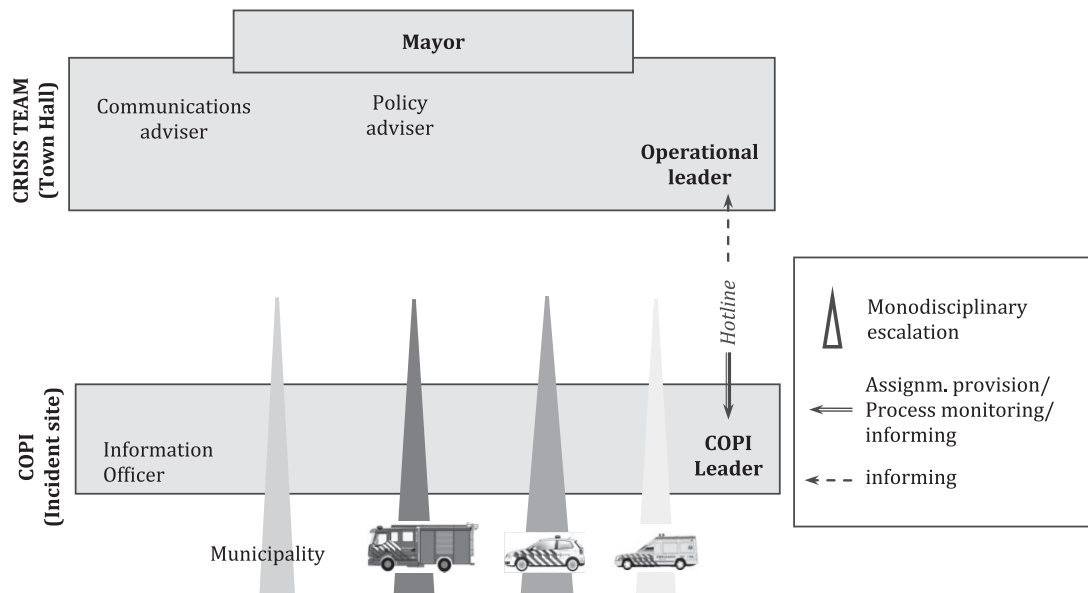 Mayor
CRISIS TEAM
(Town Hall)
Communications
adviser
Policy
adviser
Operational
leader
Hotline
COPI
(Incident site)
Information
Officer
COPI
Leader
Municipality
Monodisciplinary
escalation
Assignm. provision/
Process monitoring/
informing
informing